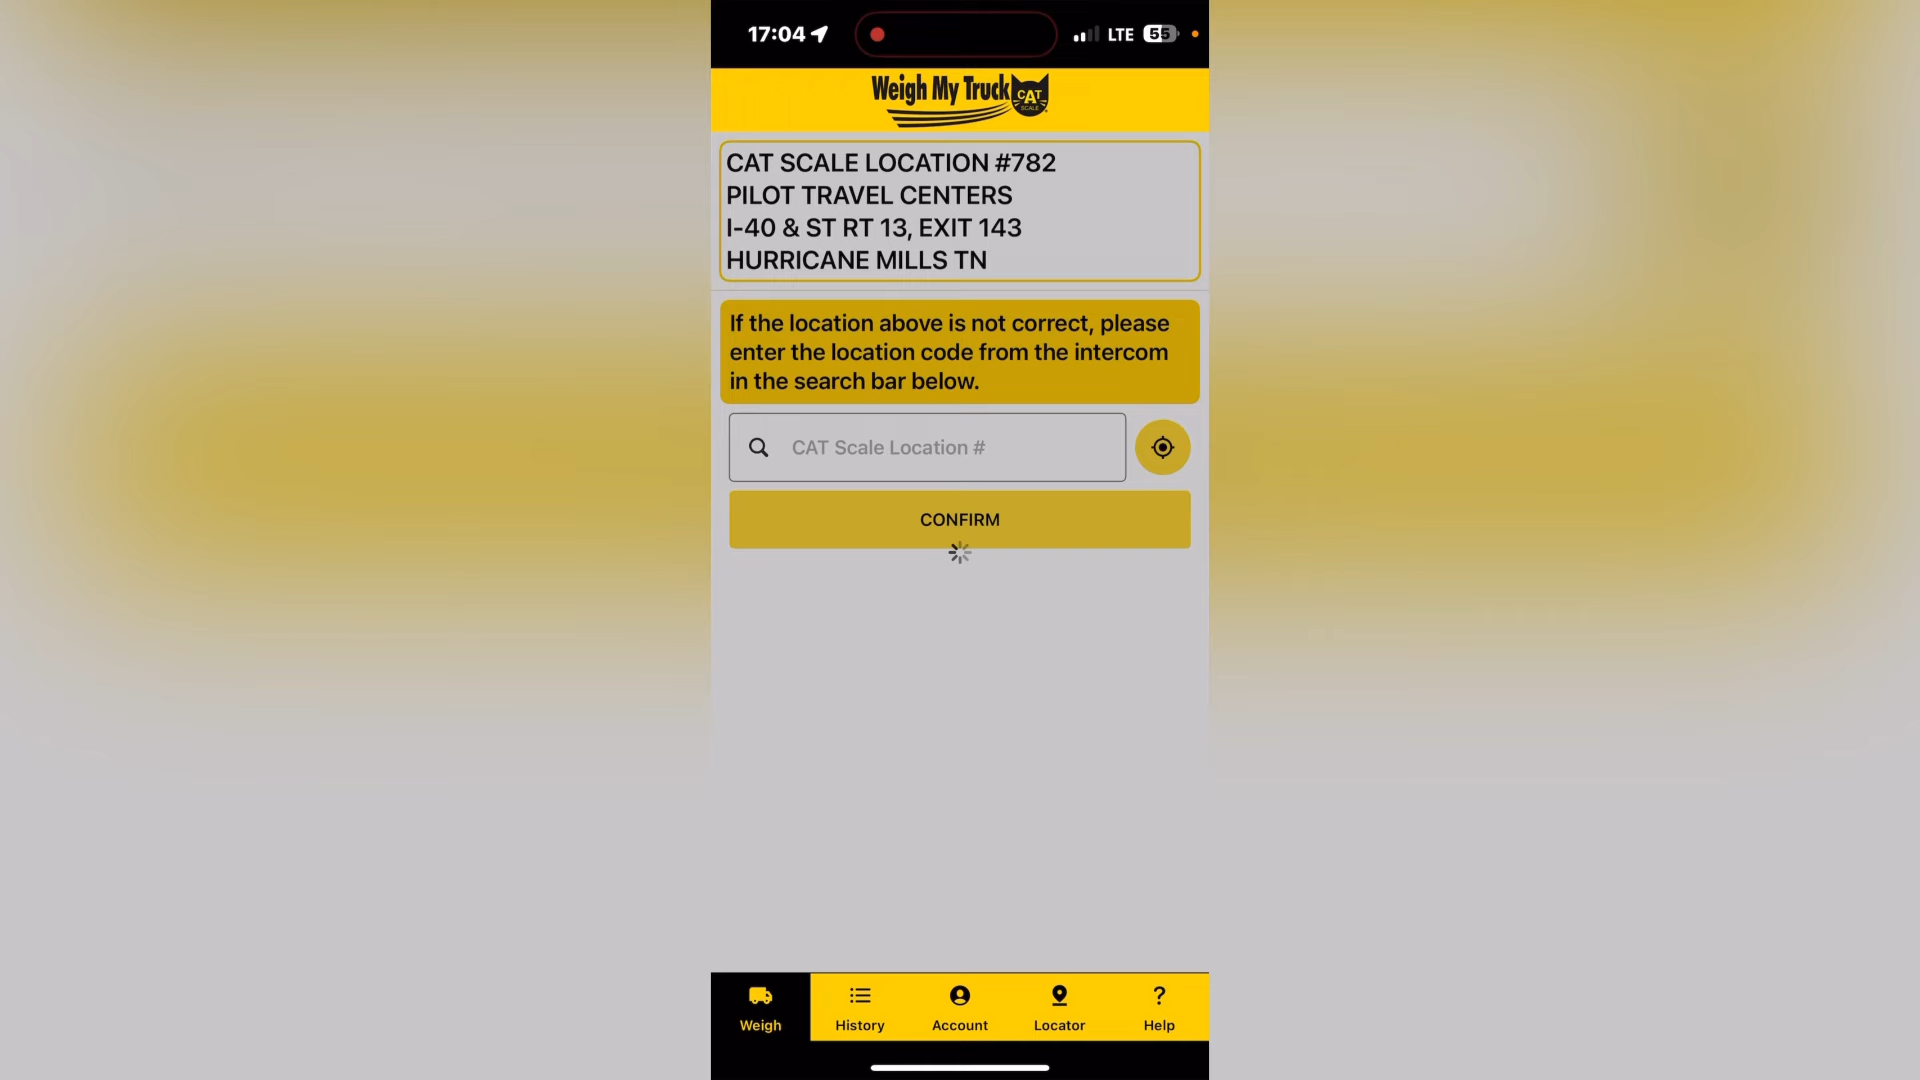 17:04
LTE
55
Weigh My Truck
CAT
SCALE
CAT SCALE LOCATION #782
PILOT TRAVEL CENTERS
I-40 & ST RT 13, EXIT 143
HURRICANE MILLS TN
If the location above is not correct, please
enter the location code from the intercom
in the search bar below.
CAT Scale Location #
CONFIRM
Weigh
History
Account
Locator
Help